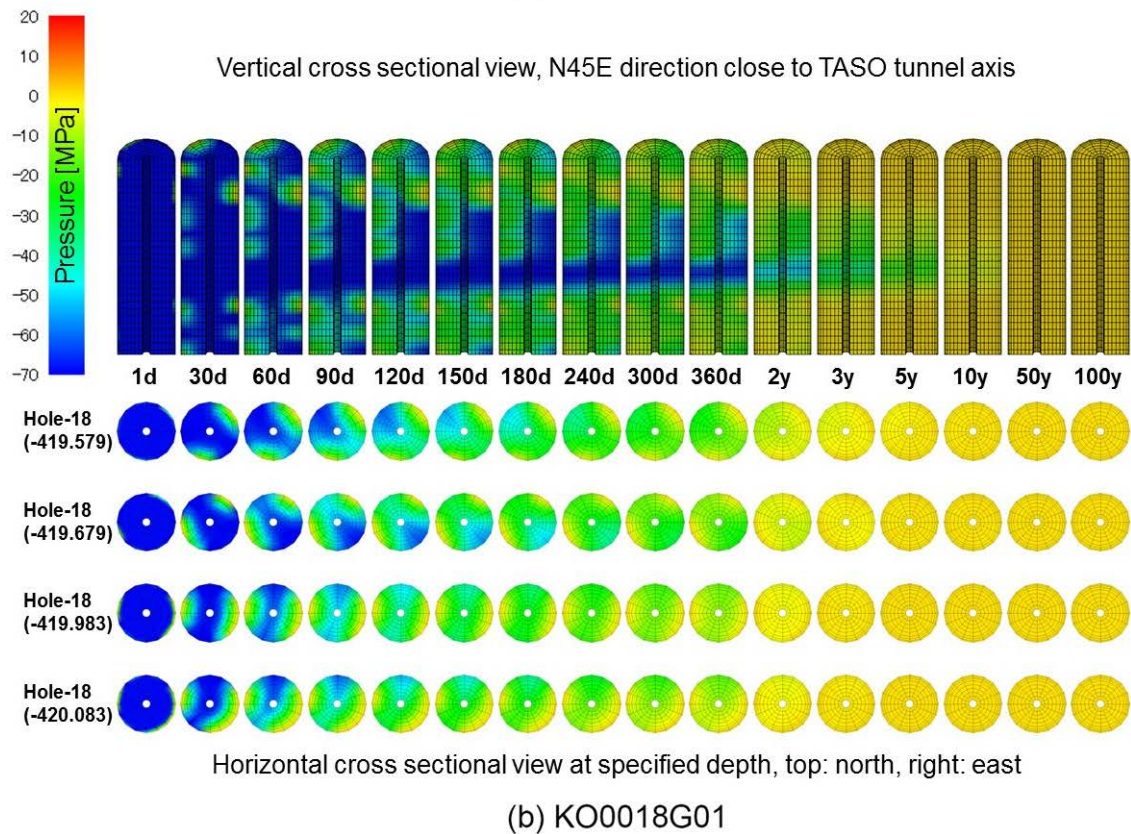 20
10
0
-10
-20
-30
-40
-50
-60
-70
Pressure [MPa]
Vertical cross sectional view, N45E direction close to TASO tunnel axis
1d 30d 60d 90d 120d 150d 180d 240d 300d 360d 2y 3y 5y 10y 50y 100y
Hole-18
(-419.579)
Hole-18
(-419.679)
Hole-18
(-419.983)
Hole-18
(-420.083)
Horizontal cross sectional view at specified depth, top: north, right: east
(b) KO0018G01